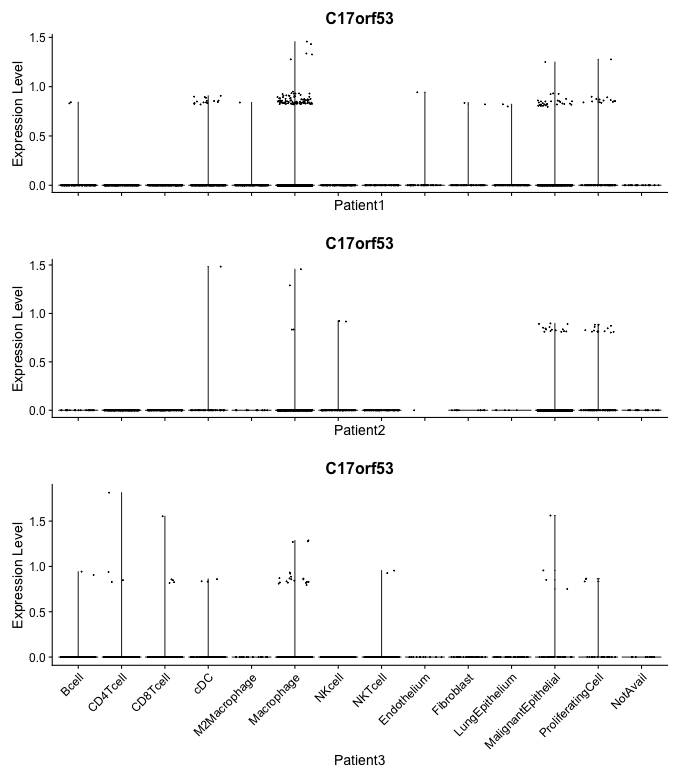 C17orf53
Expression Level
1.5
1.0
0.5
0.0
Patient1
C17orf53
Expression Level
1.5
1.0
0.5
0.0
Patient2
C17orf53
Expression Level
1.5
1.0
0.5
0.0
Bcell
CD4Tcell
CD8Tcell
cDC
M2Macrophage
Macrophage
NKcell
NKTcell
Endothelium
Fibroblast
LungEpithelium
MalignantEpithelial
ProliferatingCell
NotAvail
Patient3